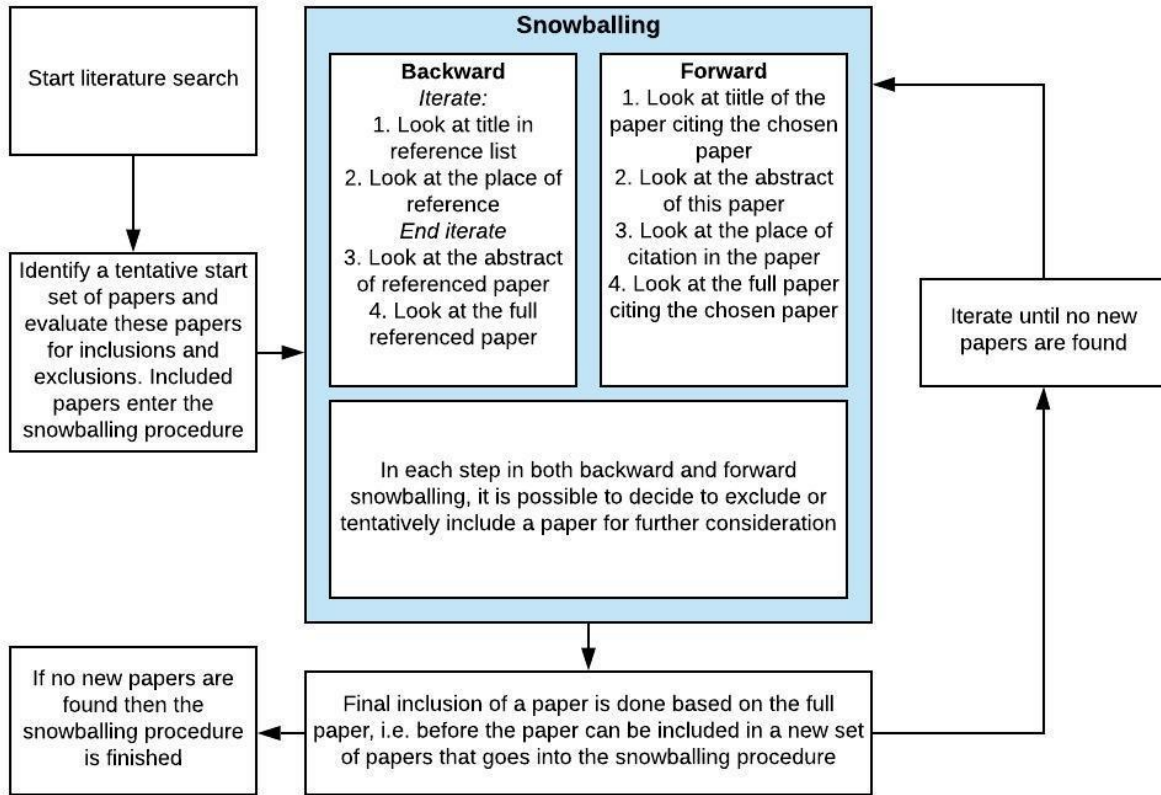 Start literature search
Identify a tentative start
set of papers and
evaluate these papers
for inclusions and
exclusions. Included
papers enter the
snowballing procedure
Snowballing
Backward
Iterate:
1. Look at title in
reference list
2. Look at the place of
reference
End iterate
3. Look at the abstract
of referenced paper
4. Look at the full
referenced paper
Forward
1. Look at tiitle of the
paper citing the chosen
paper
2. Look at the abstract
of this paper
3. Look at the place of
citation in the paper
4. Look at the full paper
citing the chosen paper
In each step in both backward and forward
snowballing, it is possible to decide to exclude or
tentatively include a paper for further consideration
Iterate until no new
papers are found
Final inclusion of a paper is done based on the full
paper, i.e. before the paper can be included in a new set
of papers that goes into the snowballing procedure
If no new papers are
found then the
snowballing procedure
is finished